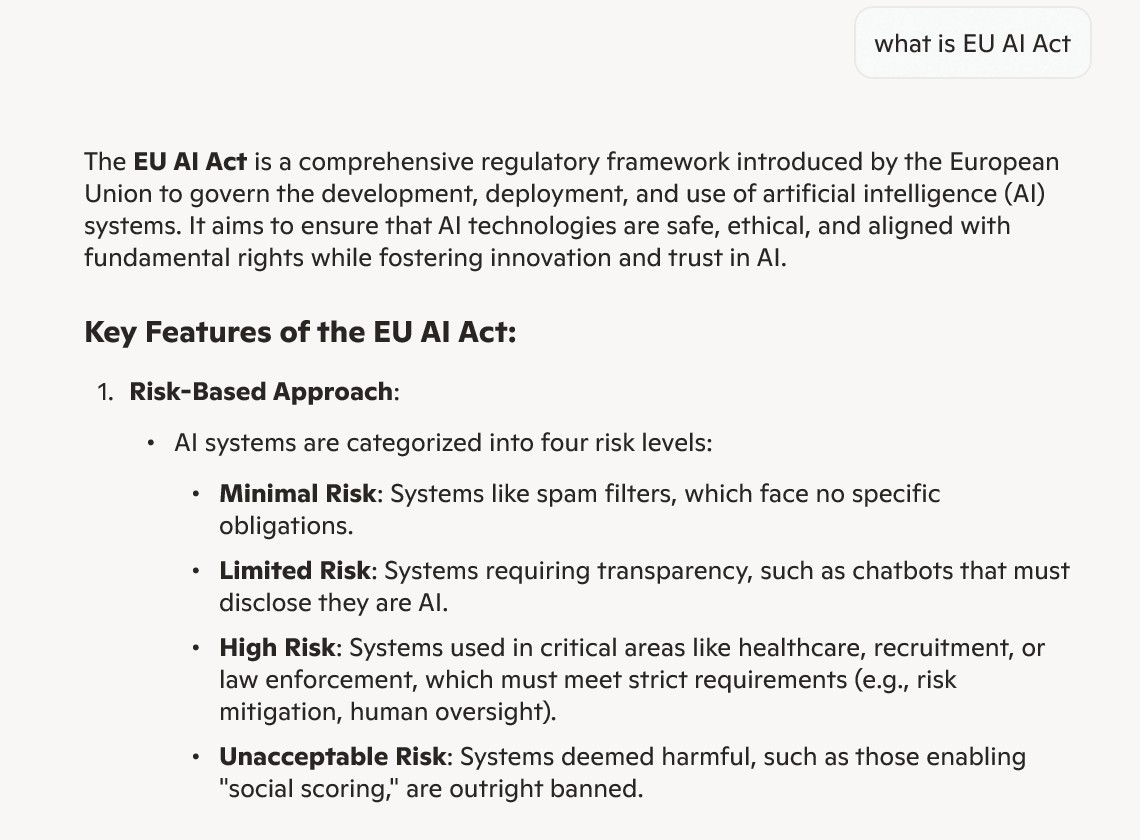 what is EU AI Act
The EU AI Act is a comprehensive regulatory framework introduced by the European
Union to govern the development, deployment, and use of artificial intelligence (AI)
systems. It aims to ensure that AI technologies are safe, ethical, and aligned with
fundamental rights while fostering innovation and trust in AI.
Key Features of the EU AI Act:
1. Risk-Based Approach:
• AI systems are categorized into four risk levels:
• Minimal Risk: Systems like spam filters, which face no specific
obligations.
• Limited Risk: Systems requiring transparency, such as chatbots that must
disclose they are AI.
• High Risk: Systems used in critical areas like healthcare, recruitment, or
law enforcement, which must meet strict requirements (e.g., risk
mitigation, human oversight).
• Unacceptable Risk: Systems deemed harmful, such as those enabling
"social scoring," are outright banned.